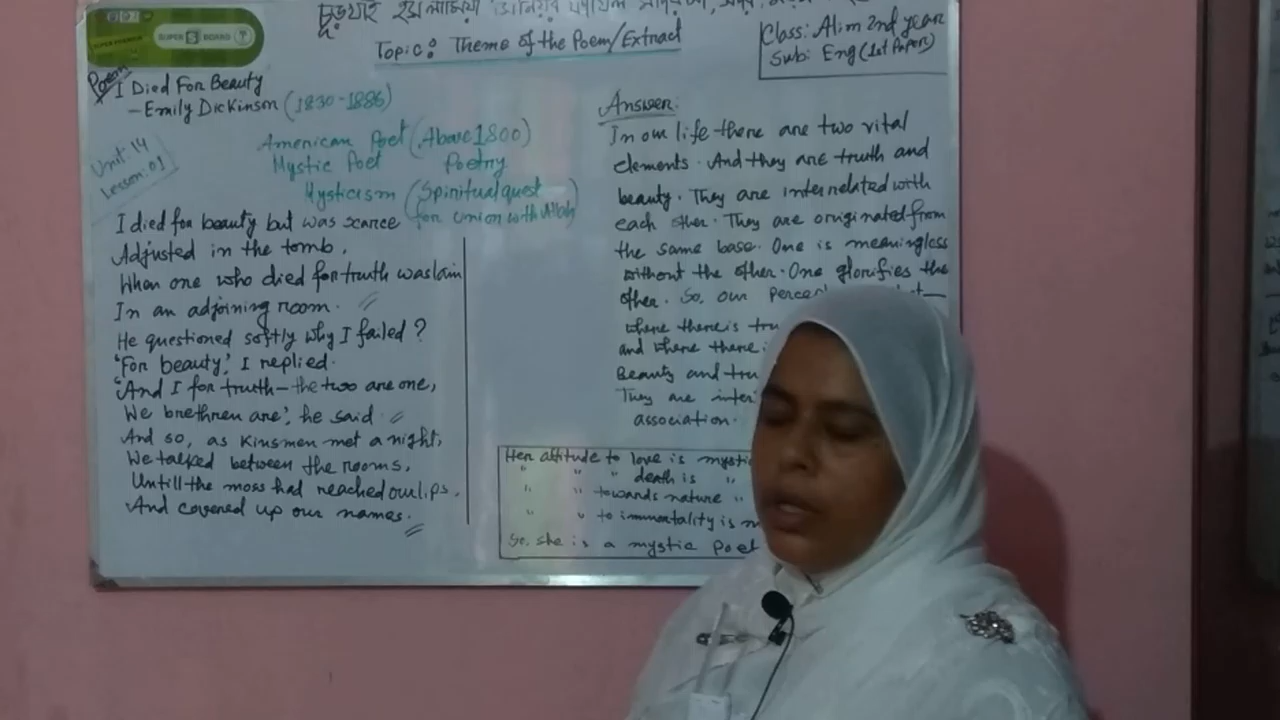 SUPER BOARD
Topic: Theme of the Poem/Extract
Class: Alim 2nd year
Sub: Eng (1st Paper)
Poem
I Died For Beauty
- Emily Dickinson (1830-1886)
Unit: 14
Lesson: 01
American Poet (Above 1800)
Mystic Poet Poetry
Mysticism (Spiritual quest
for union with Allah)
I died for beauty but was scarce
Adjusted in the tomb,
When one who died for truth was lain
In an adjoining room.
He questioned softly why I failed?
'For beauty', I replied.
'And I for truth - the two are one,
We brethren are', he said
And so, as Kinsmen met a night,
We talked between the rooms,
Untill the moss had reached our lips,
And covered up our names.
Answer:
In our life there are two vital
elements. And they are truth and
beauty. They are interrelated with
each other. They are originated from
the same base. One is meaningless
without the other. One glorifies the
other. So, our
where there is tru
and where there
Beauty and tru
They are inter
association.
Her attitude to love is mystic
" " " death is "
" " towards nature "
" " to immortality is m
So, she is a mystic poet